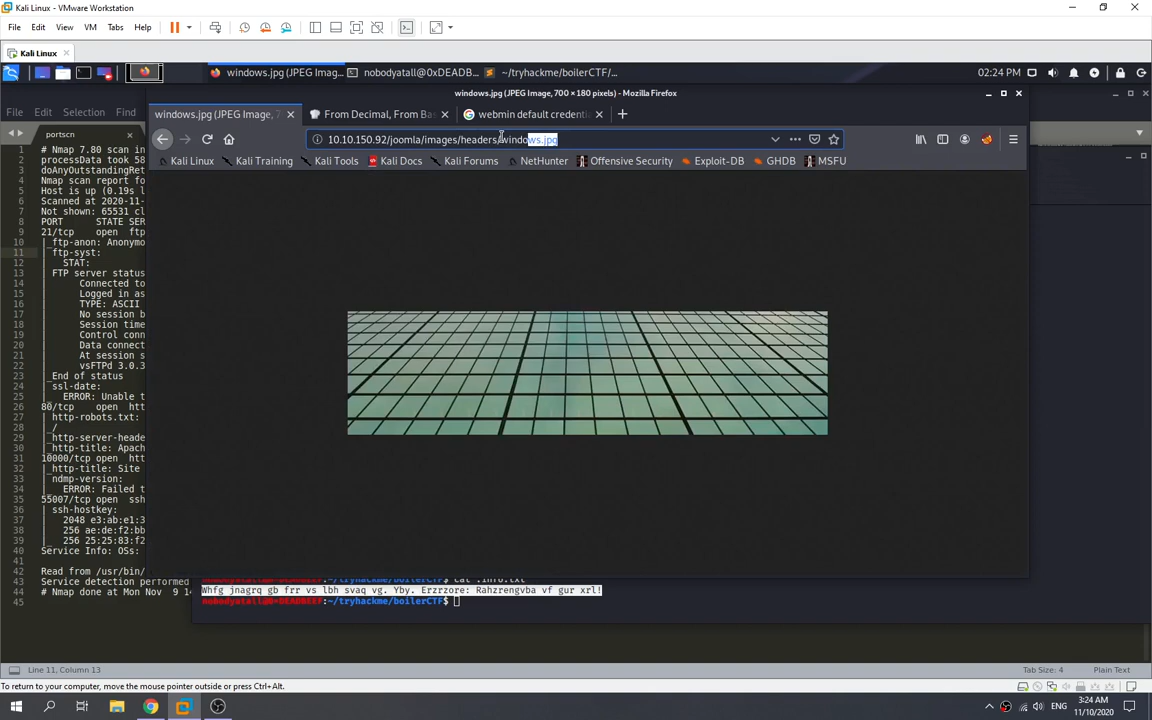 Kali Linux - VMware Workstation
File Edit View VM Tabs Help
Kali Linux
windows.jpg (JPEG Imag... nobodyatall@0xDEADB... ~/tryhackme/boilerCTF/... 02:24 PM
File Edit
windows.jpg (JPEG Image, 700 × 180 pixels) - Mozilla Firefox
windows.jpg (JPEG Image, 7 From Decimal, From Bas webmin default credenti
portscn
10.10.150.92/joomla/images/headers/windows.jpg
Kali Linux Kali Training Kali Tools Kali Docs Kali Forums NetHunter Offensive Security Exploit-DB GHDB MSFU
1 # Nmap 7.80 scan in
2 processData took 58
3 doAnyOutstandingRet
4 Nmap scan report fo
5 Host is up (0.19s l
6 Scanned at 2020-11-
7 Not shown: 65531 cl
8 PORT STATE SER
9 21/tcp open ftp
10 |_ftp-anon: Anonymo
11 | ftp-syst:
12 | STAT:
13 | FTP server status
14 | Connected to
15 | Logged in as
16 | TYPE: ASCII
17 | No session b
18 | Session time
19 | Control conn
20 | Data connect
21 | At session s
22 | vsFTPd 3.0.3
23 |_End of status
24 | ssl-date:
25 | ERROR: Unable t
26 80/tcp open htt
27 | http-robots.txt:
28 |_/
29 |_http-server-heade
30 |_http-title: Apach
31 10000/tcp open htt
32 |_http-title: Site
33 | ndmp-version:
34 |_ ERROR: Failed t
35 55007/tcp open ssh
36 | ssh-hostkey:
37 | 2048 e3:ab:e1:3
38 | 256 ae:de:f2:bb
39 |_ 256 25:25:83:f2
40 Service Info: OSs:
41
42 Read from /usr/bin/
43 Service detection performed
44 # Nmap done at Mon Nov 9 14
45
nobodyatall@0×DEADBEEF:~/tryhackme/boilerCTF$ cat .info.txt
Whfg jnagrq gb frr vs lbh svaq vg. Yby. Erzrzore: Rahzrengvba vf gur xrl!
nobodyatall@0×DEADBEEF:~/tryhackme/boilerCTF$
Line 11, Column 13 Tab Size: 4 Plain Text
To return to your computer, move the mouse pointer outside or press Ctrl+Alt.
ENG 3:24 AM
11/10/2020